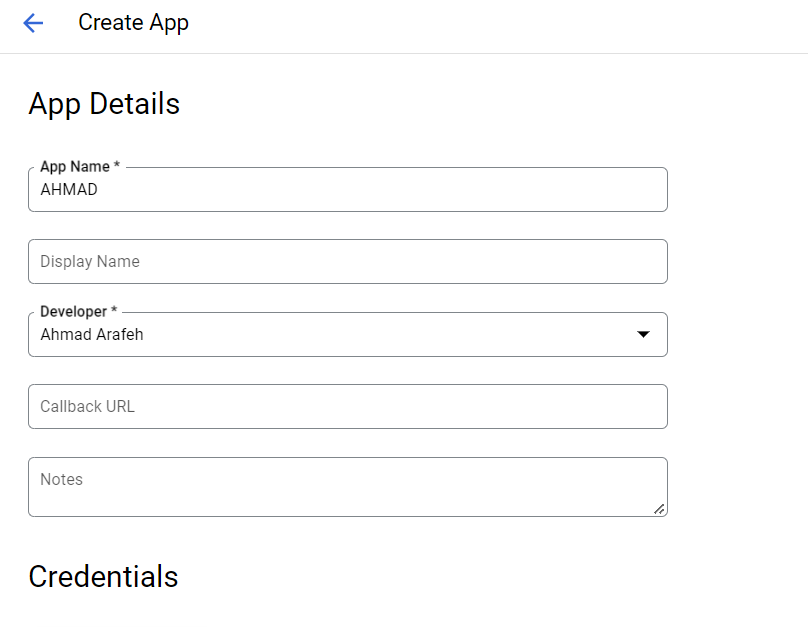 Create App
App Details
App Name *
AHMAD
Display Name
Developer *
Ahmad Arafeh
Callback URL
Notes
Credentials